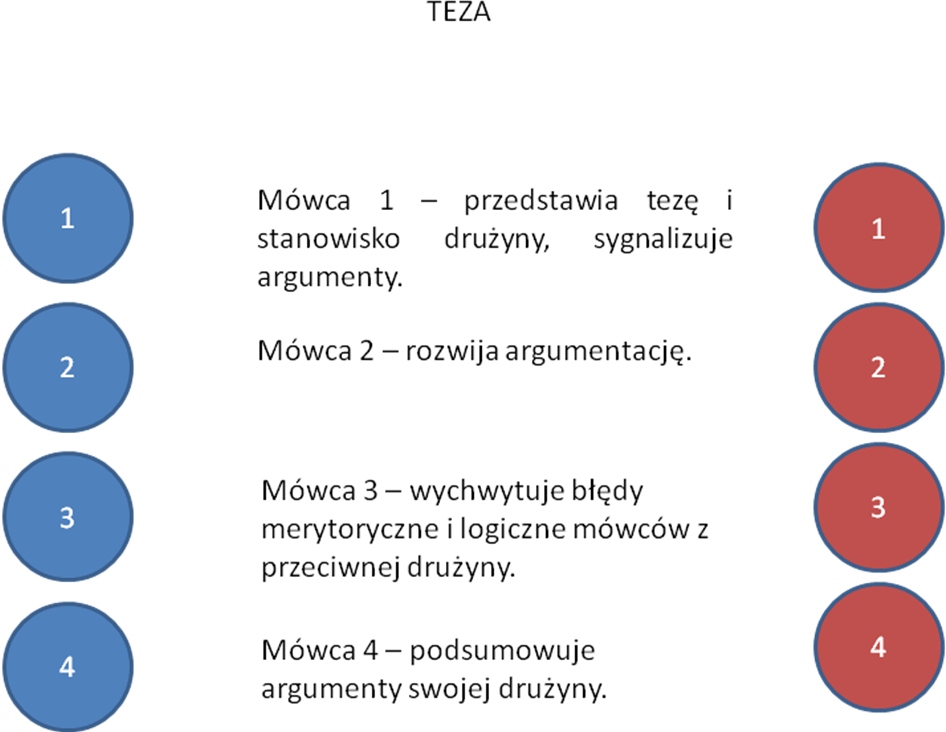 TEZA
1
Mówca 1 – przedstawia tezę i
stanowisko drużyny, sygnalizuje
argumenty.
1
2
Mówca 2 – rozwija argumentację.
2
3
Mówca 3 – wychwytuje błędy
merytoryczne i logiczne mówców z
przeciwnej drużyny.
3
4
Mówca 4 – podsumowuje
argumenty swojej drużyny.
4